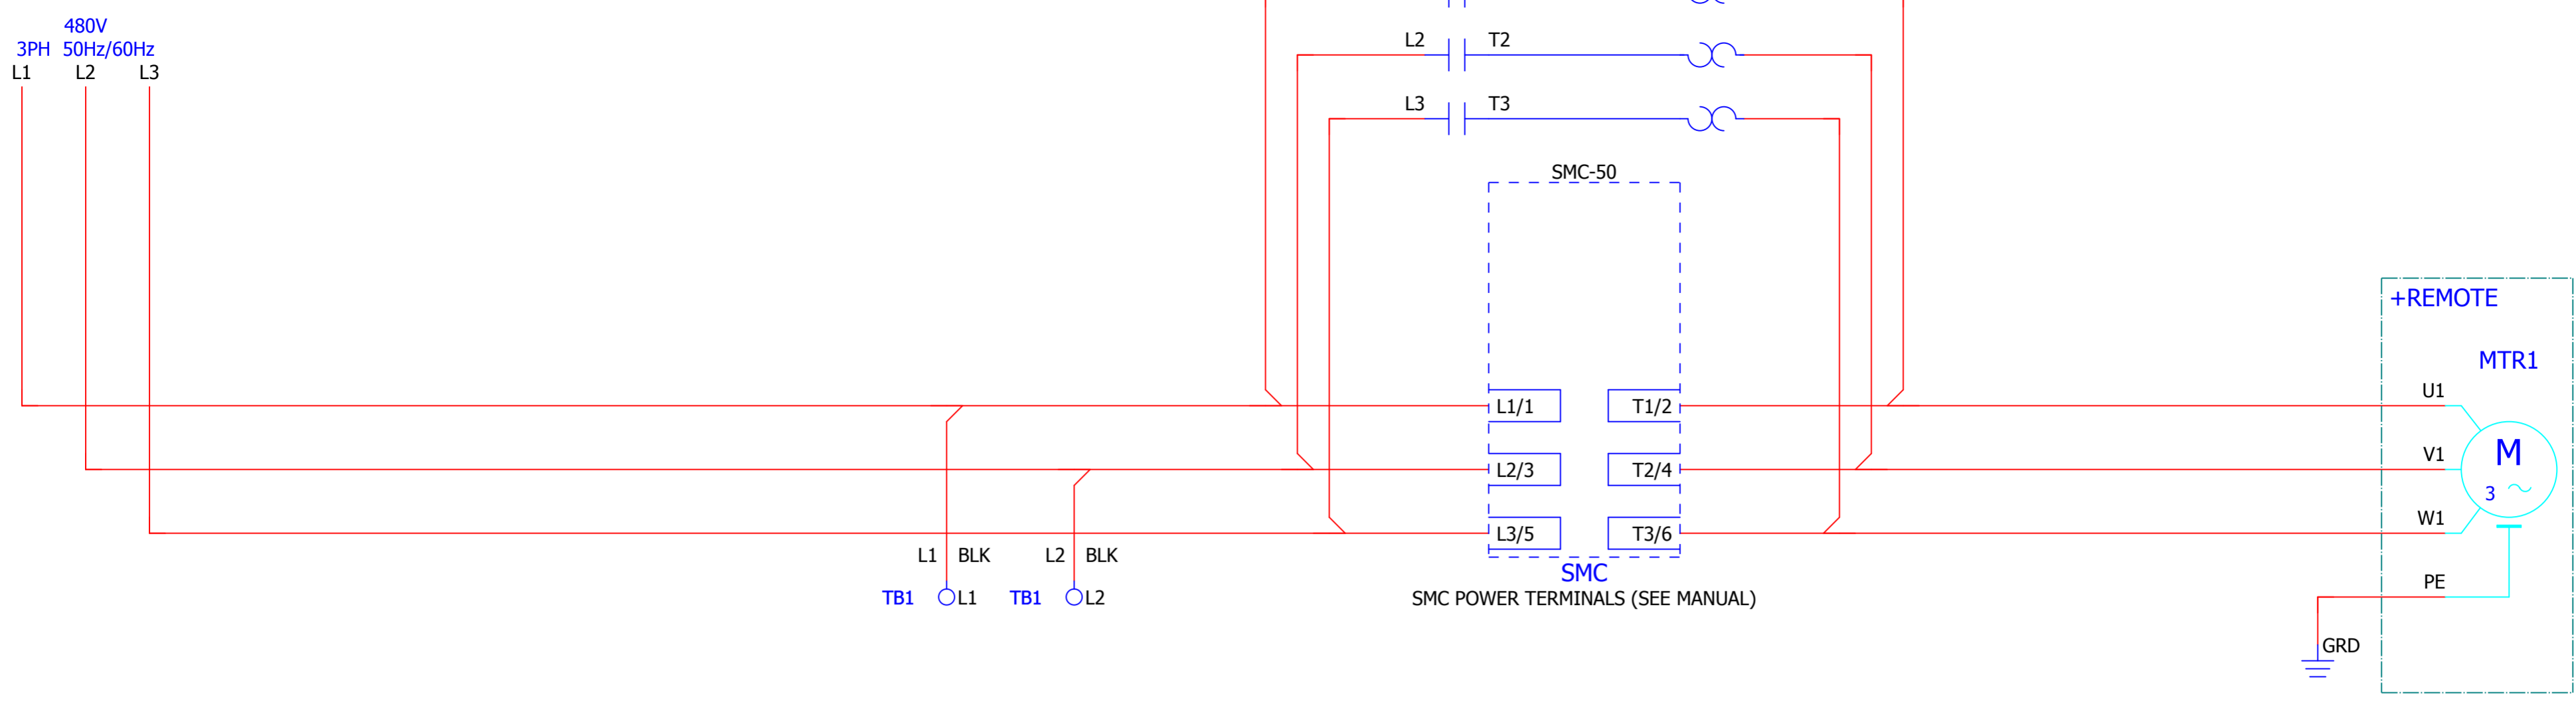 480V
3PH 50Hz/60Hz
L1 L2 L3
L2 T2
L3 T3
SMC-50
+REMOTE
MTR1
U1
L1/1 T1/2
V1
M
L2/3 T2/4
3
W1
L3/5 T3/6
L1 BLK L2 BLK
SMC
PE
TB1 L1 TB1 L2
SMC POWER TERMINALS (SEE MANUAL)
GRD